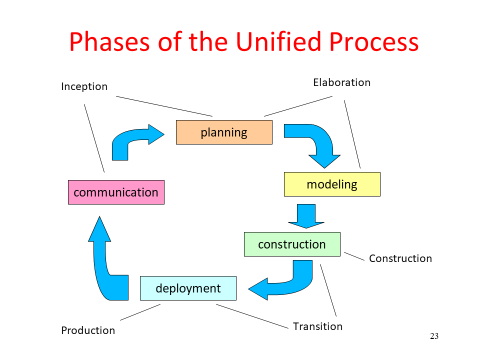 Phases of the Unified Process
Inception
Elaboration
planning
modeling
communication
construction
Construction
deployment
Production
Transition
23